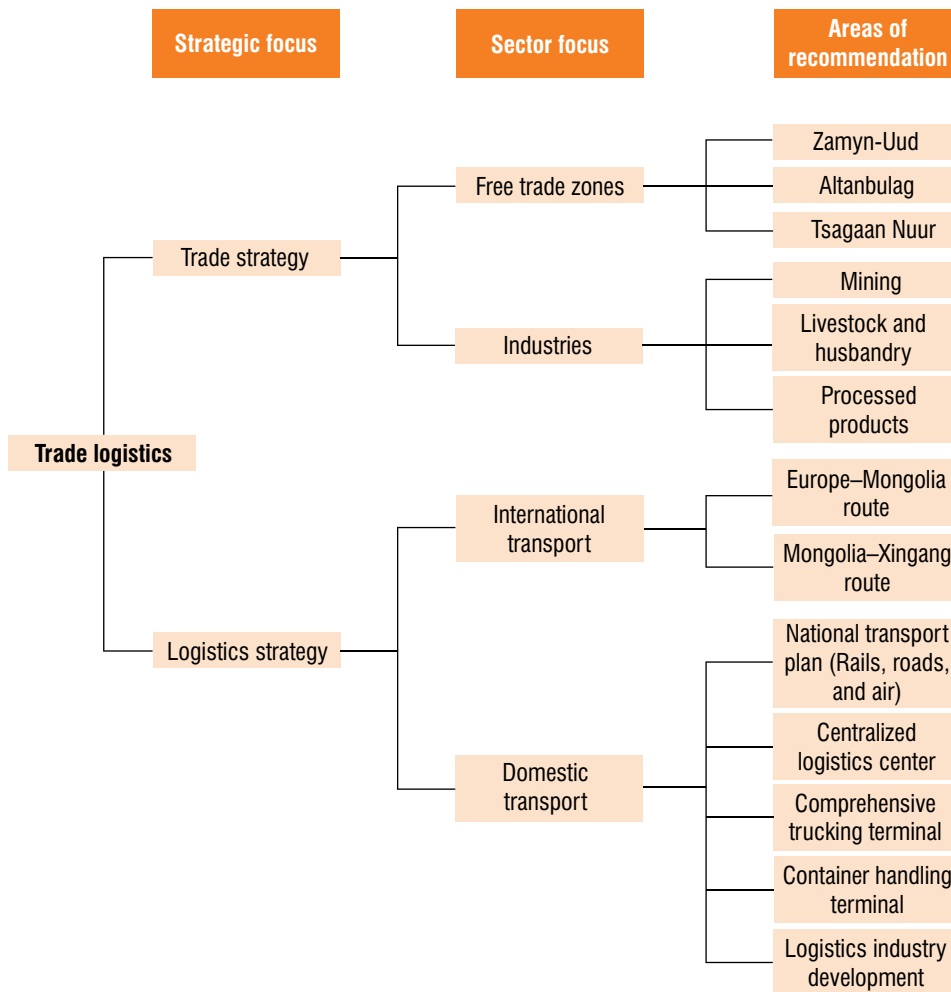 Strategic focus
Sector focus
Areas of
recommendation
Zamyn-Uud
Free trade zones
Altanbulag
Tsagaan Nuur
Trade strategy
Mining
Industries
Livestock and
husbandry
Processed
products
Trade logistics
Europe–Mongolia
route
International
transport
Mongolia–Xingang
route
Logistics strategy
National transport
plan (Rails, roads,
and air)
Centralized
logistics center
Domestic
transport
Comprehensive
trucking terminal
Container handling
terminal
Logistics industry
development